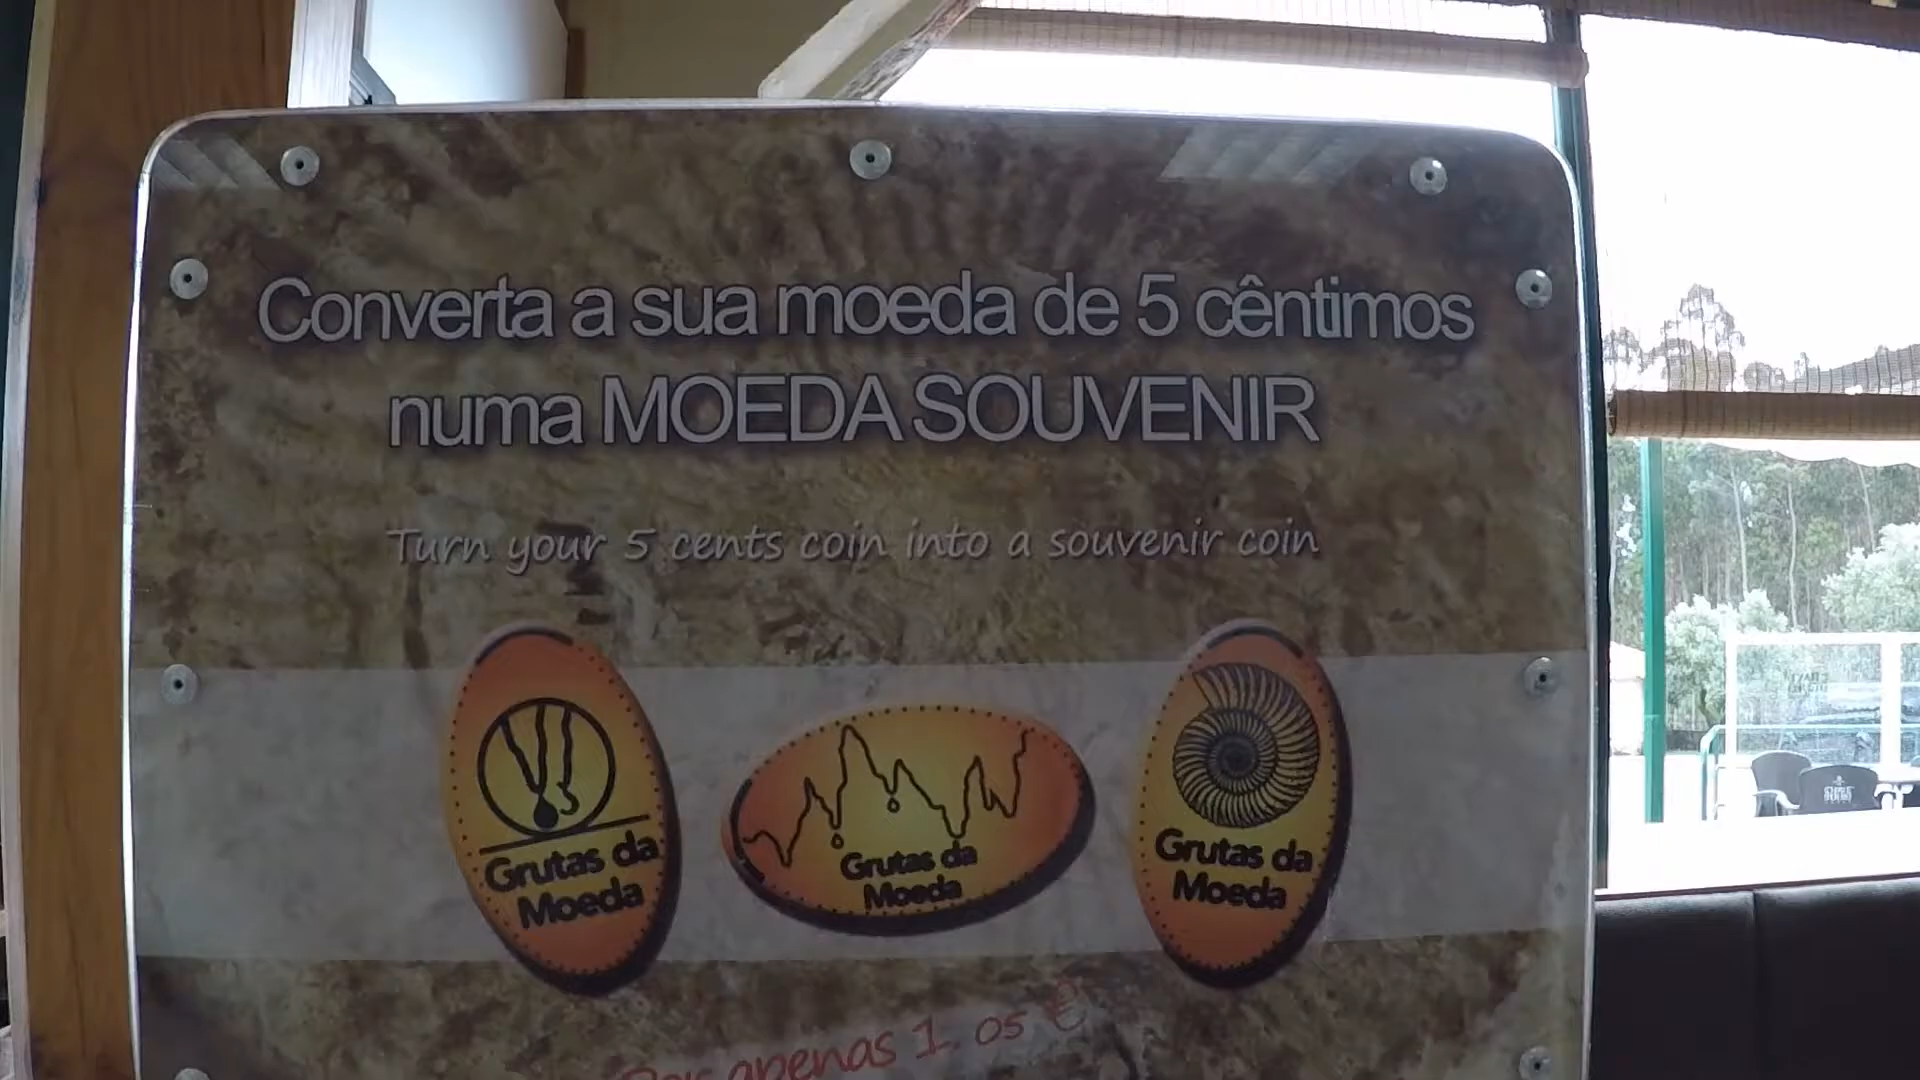 Converta a sua moeda de 5 cêntimos
numa MOEDA SOUVENIR
Turn your 5 cents coin into a souvenir coin
Grutas da
Moeda
Grutas da
Moeda
Grutas da
Moeda
Por apenas 1.05 €